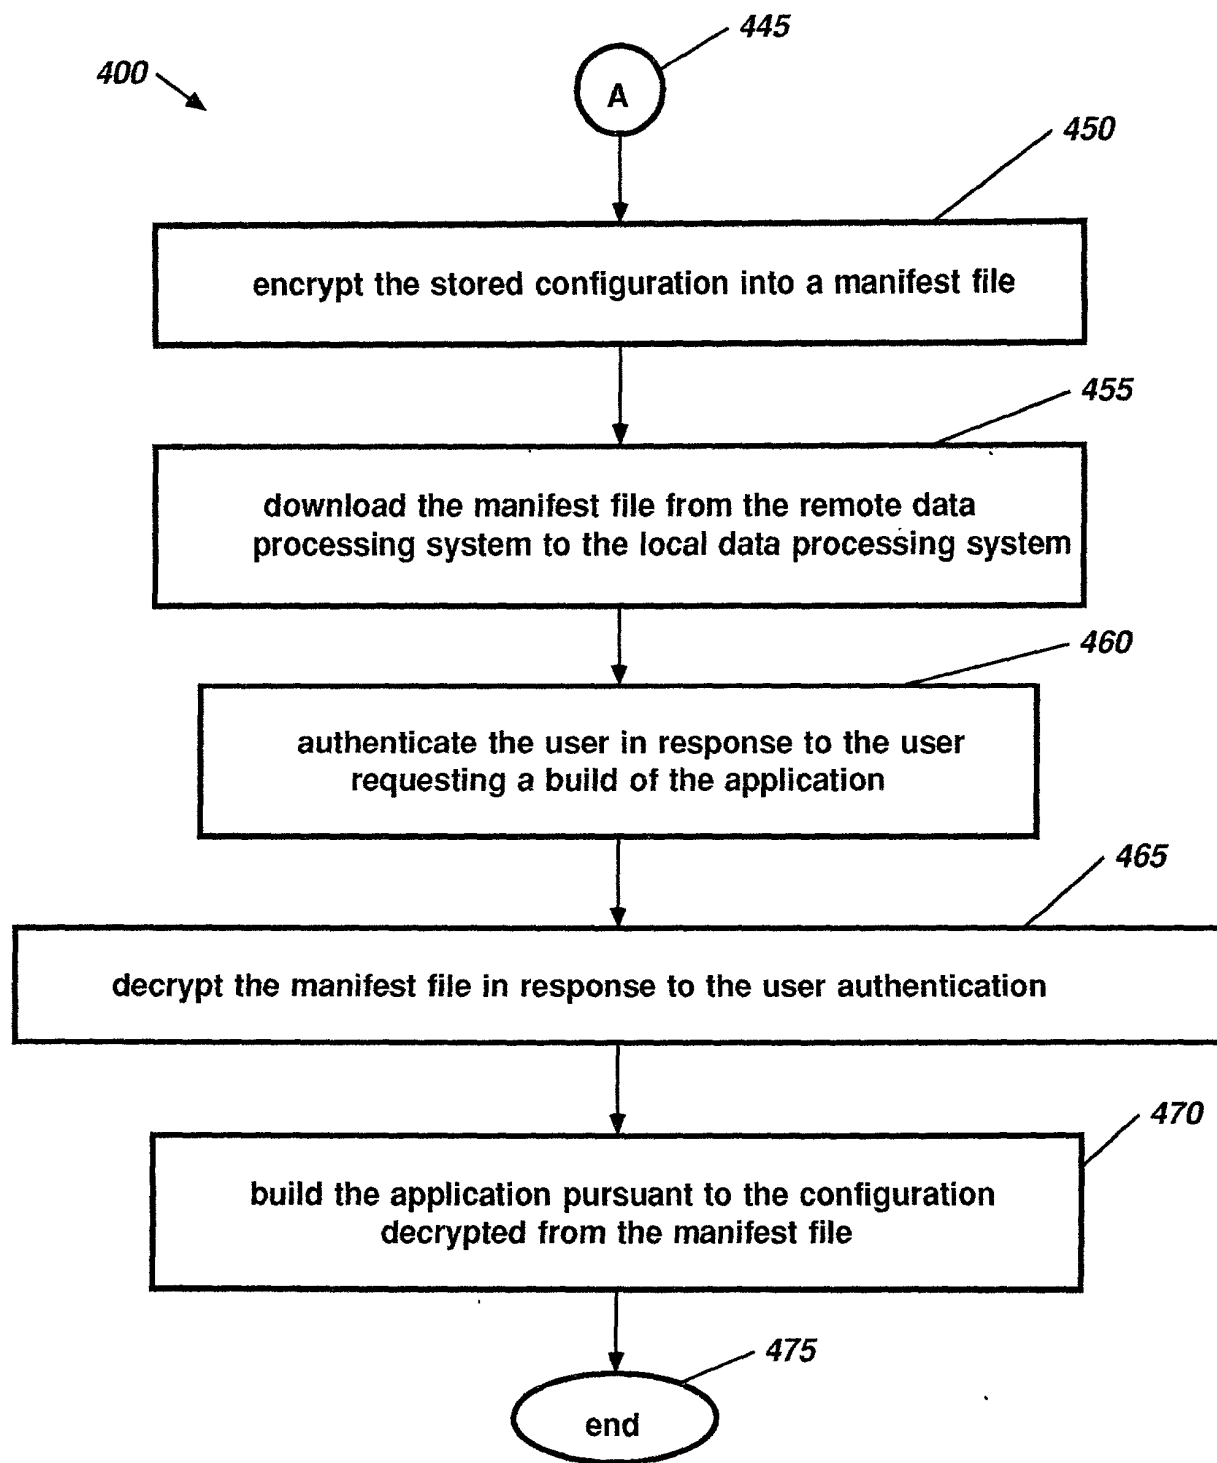 445
400
A
450
encrypt the stored configuration into a manifest file
455
download the manifest file from the remote data
processing system to the local data processing system
460
authenticate the user in response to the user
requesting a build of the application
465
decrypt the manifest file in response to the user authentication
470
build the application pursuant to the configuration
decrypted from the manifest file
475
end